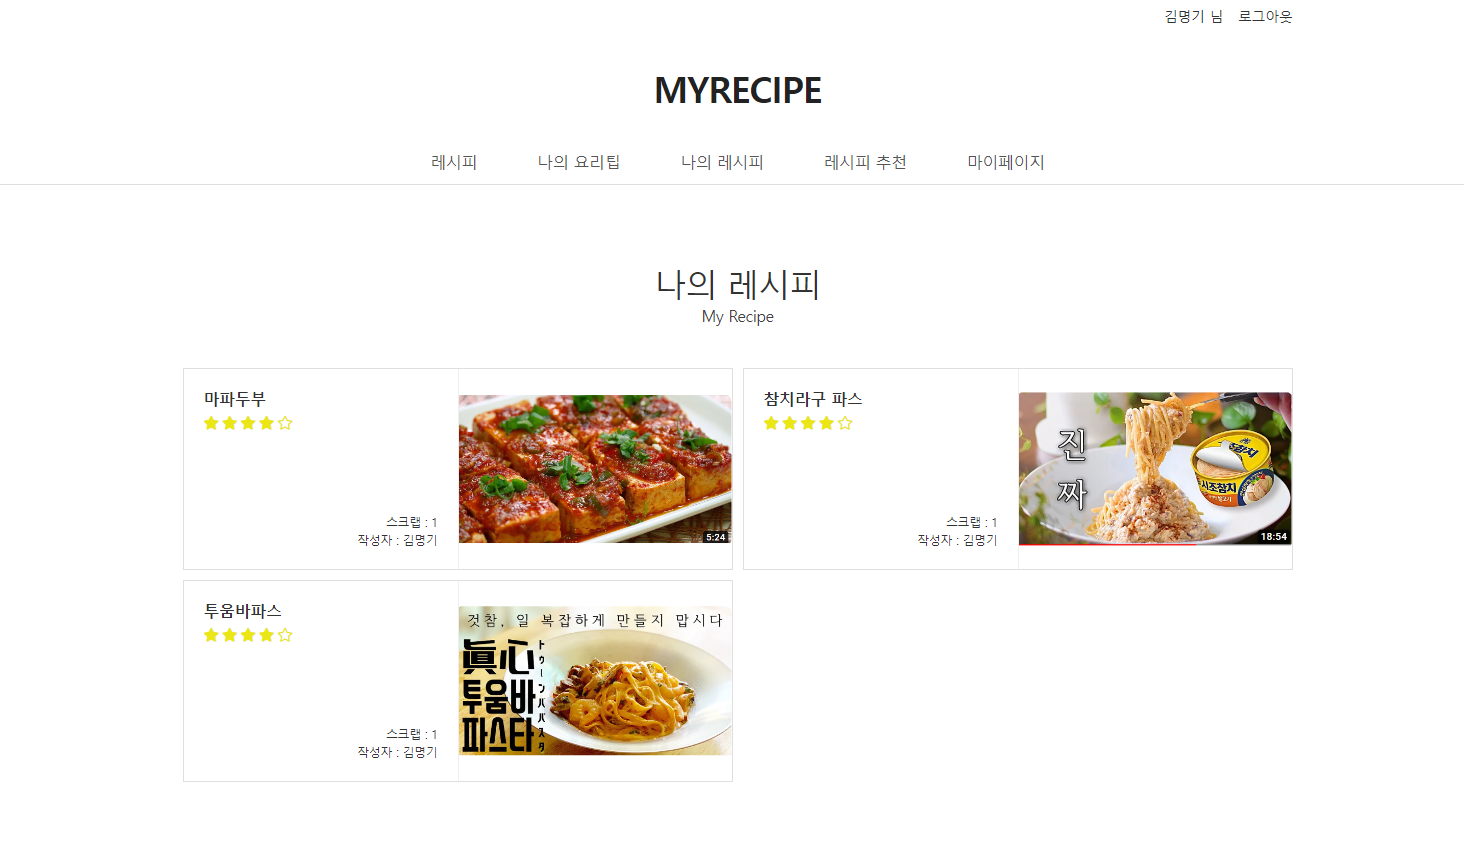 김명기 님 로그아웃
MYRECIPE
레시피 나의 요리팁 나의 레시피 레시피 추천 마이페이지
나의 레시피
My Recipe
마파두부
스크랩 : 1
작성자 : 김명기
5:24
참치라구 파스
스크랩 : 1
작성자 : 김명기
진
짜
사조참치
18:54
투움바파스
스크랩 : 1
작성자 : 김명기
것참, 일 복잡하게 만들지 맙시다
眞心
투움바
파스타
トゥーンバパスタ